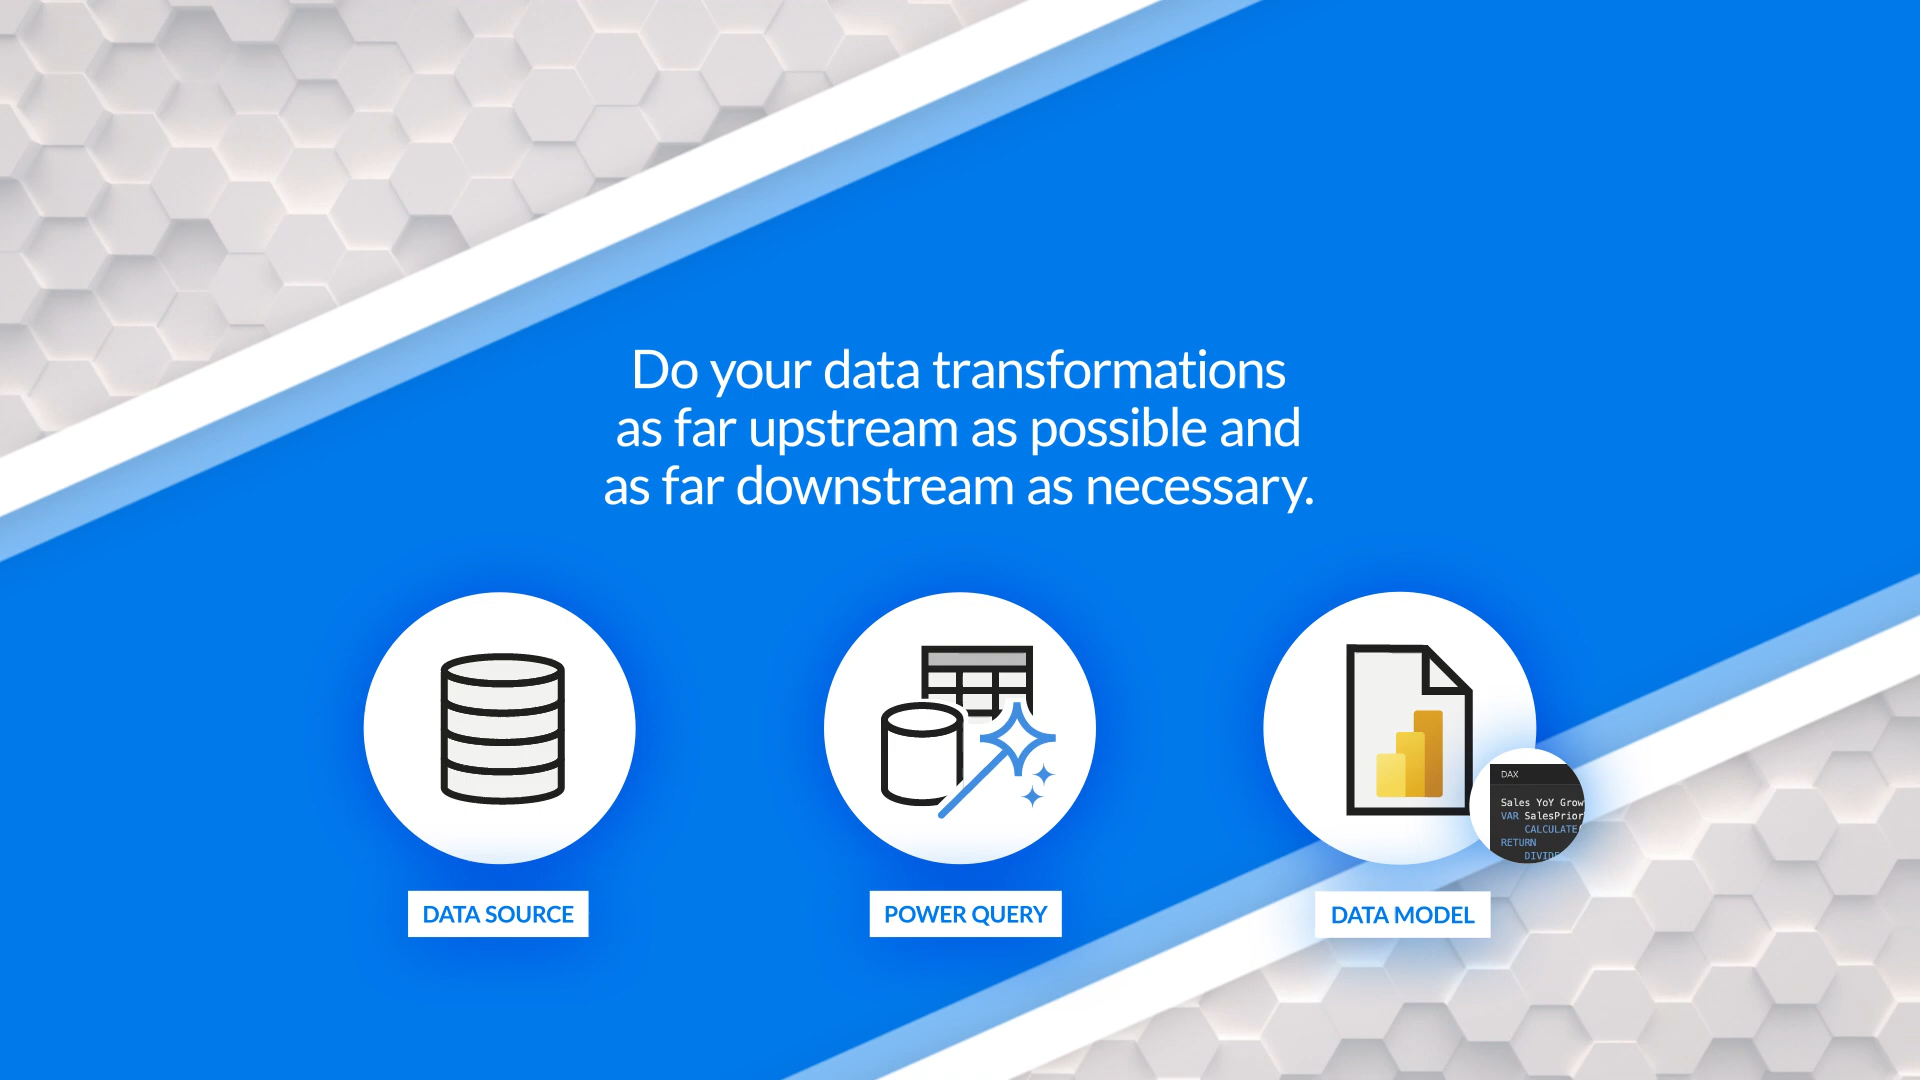 Do your data transformations
as far upstream as possible and
as far downstream as necessary.
DAX
Sales YoY Grow
VAR SalesPrior
CALCULATE
RETURN
DIVIDE
DATA SOURCE
POWER QUERY
DATA MODEL